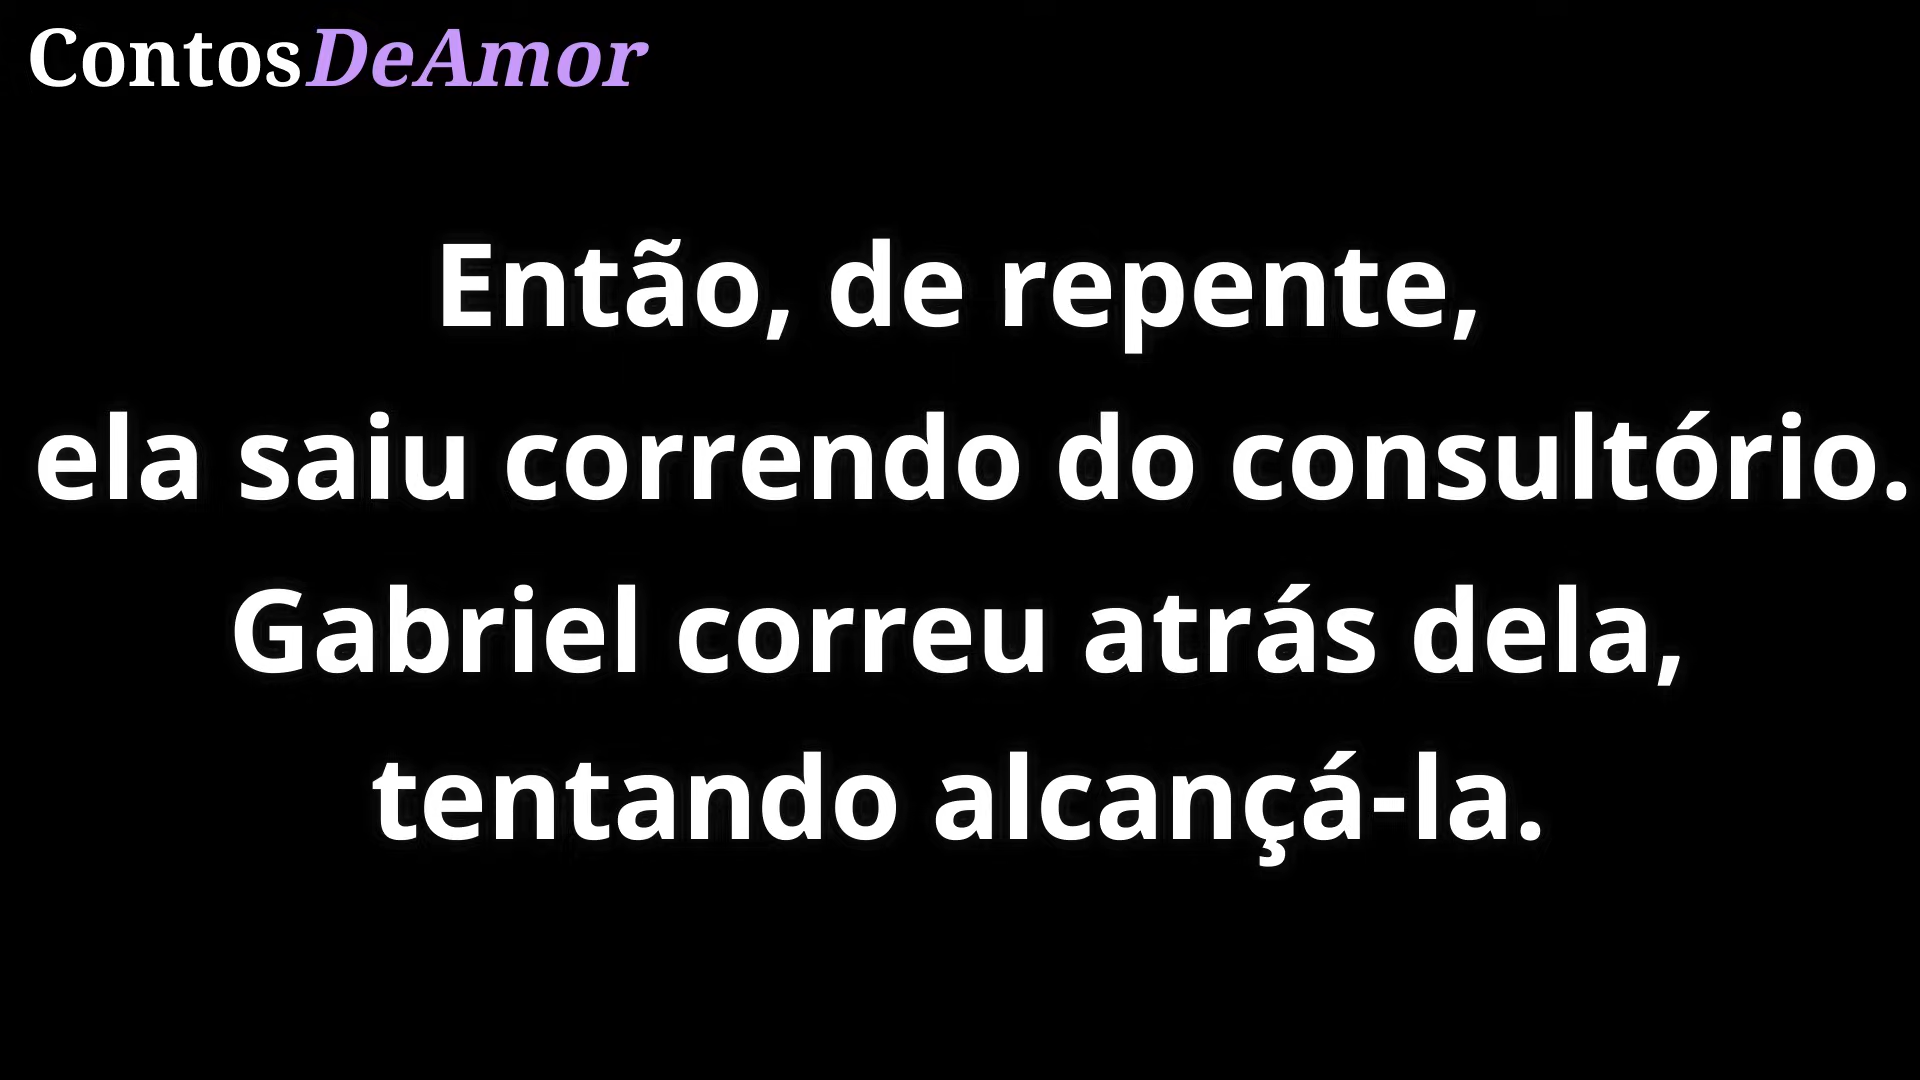 ContosDeAmor
Então, de repente,
ela saiu correndo do consultório.
Gabriel correu atrás dela,
tentando alcançá-la.